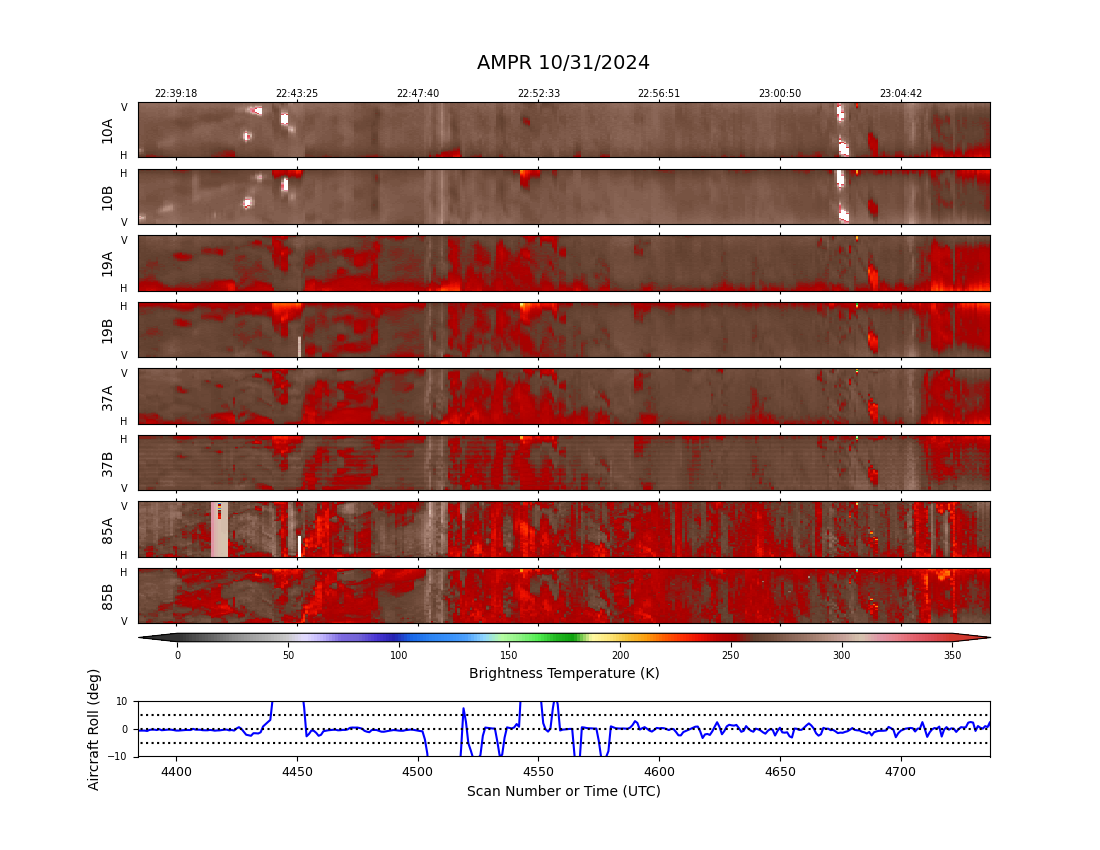 AMPR 10/31/2024
22:39:18 22:43:25 22:47:40 22:52:33 22:56:51 23:00:50 23:04:42
V 10A H
H 10B V
V 19A H
H 19B V
V 37A H
H 37B V
V 85A H
H 85B V
0 50 100 150 200 250 300 350
Brightness Temperature (K)
Aircraft Roll (deg)
10
0
−10
4400 4450 4500 4550 4600 4650 4700
Scan Number or Time (UTC)